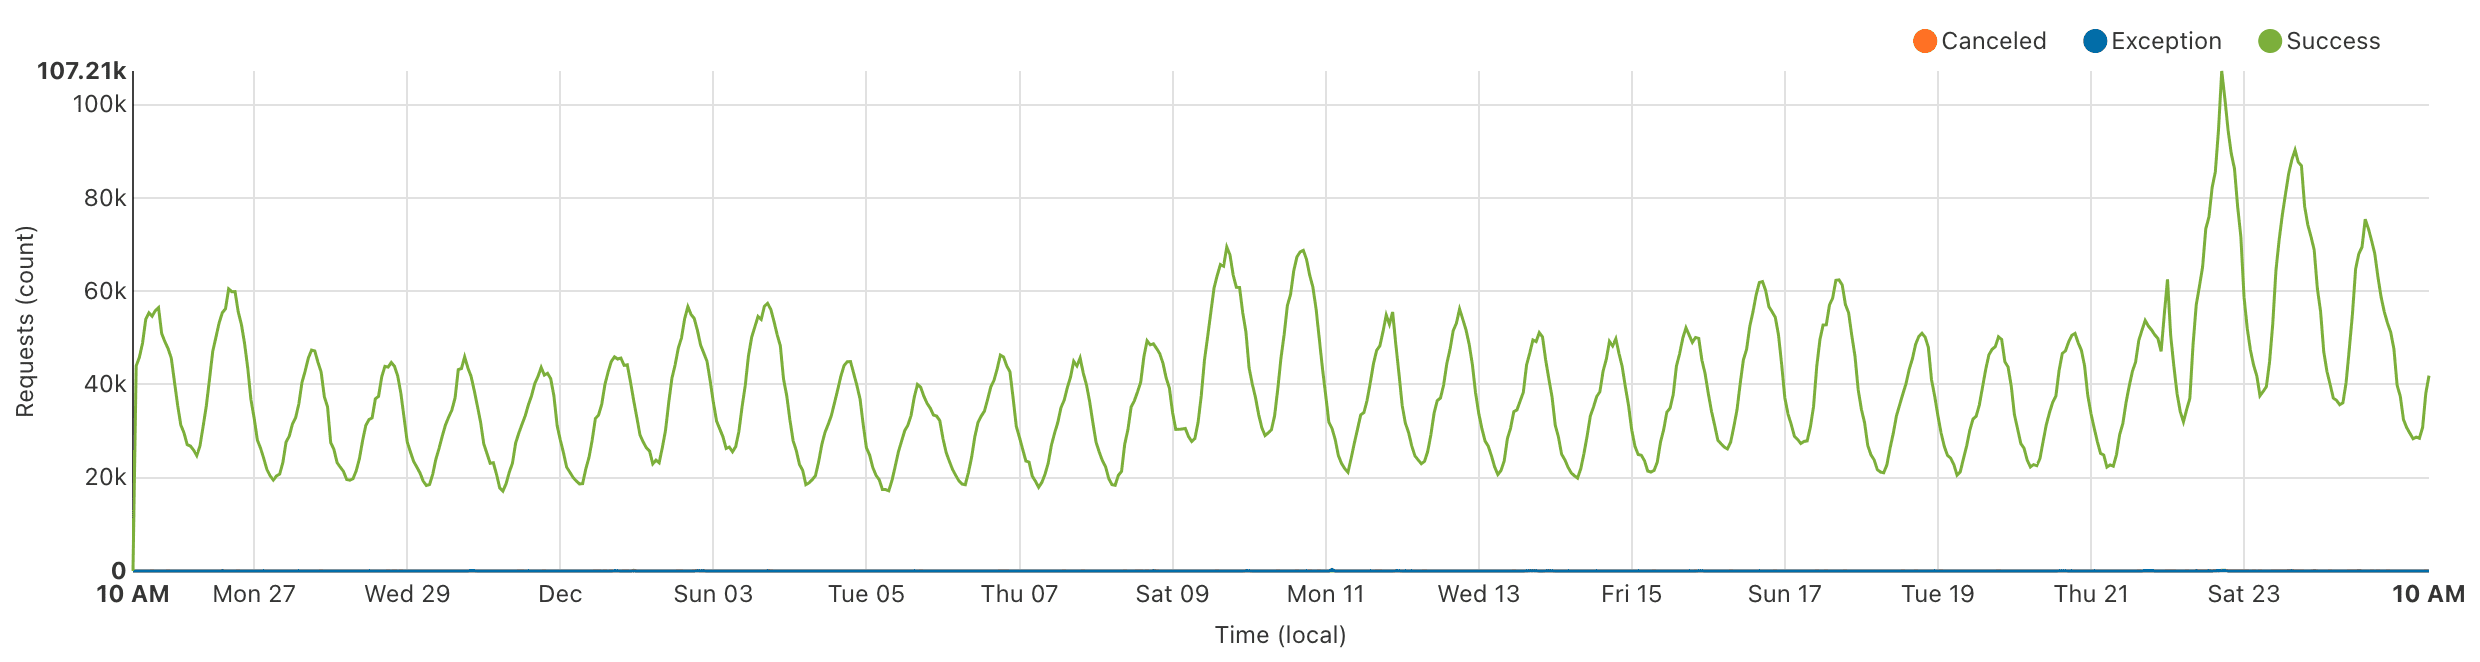 Canceled Exception Success
107.21k
100k
80k
60k
40k
20k
0
Requests (count)
10 AM Mon 27 Wed 29 Dec Sun 03 Tue 05 Thu 07 Sat 09 Mon 11 Wed 13 Fri 15 Sun 17 Tue 19 Thu 21 Sat 23 10 AM
Time (local)